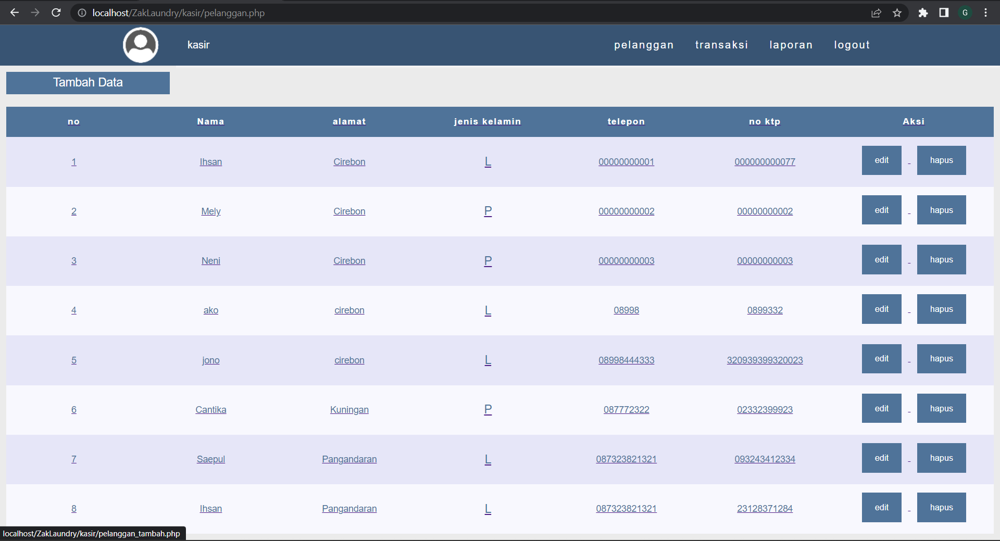 localhost/ZakLaundry/kasir/pelanggan.php G
kasir pelanggan transaksi laporan logout
Tambah Data
no Nama alamat jenis kelamin telepon no ktp Aksi
1 Ihsan Cirebon L 00000000001 000000000077 edit - hapus
2 Mely Cirebon P 00000000002 00000000002 edit - hapus
3 Neni Cirebon P 00000000003 00000000003 edit - hapus
4 ako cirebon L 08998 0899332 edit - hapus
5 jono cirebon L 08998444333 320939399320023 edit - hapus
6 Cantika Kuningan P 087772322 02332399923 edit - hapus
7 Saepul Pangandaran L 087323821321 093243412334 edit - hapus
8 Ihsan Pangandaran L 087323821321 23128371284 edit - hapus
localhost/ZakLaundry/kasir/pelanggan_tambah.php